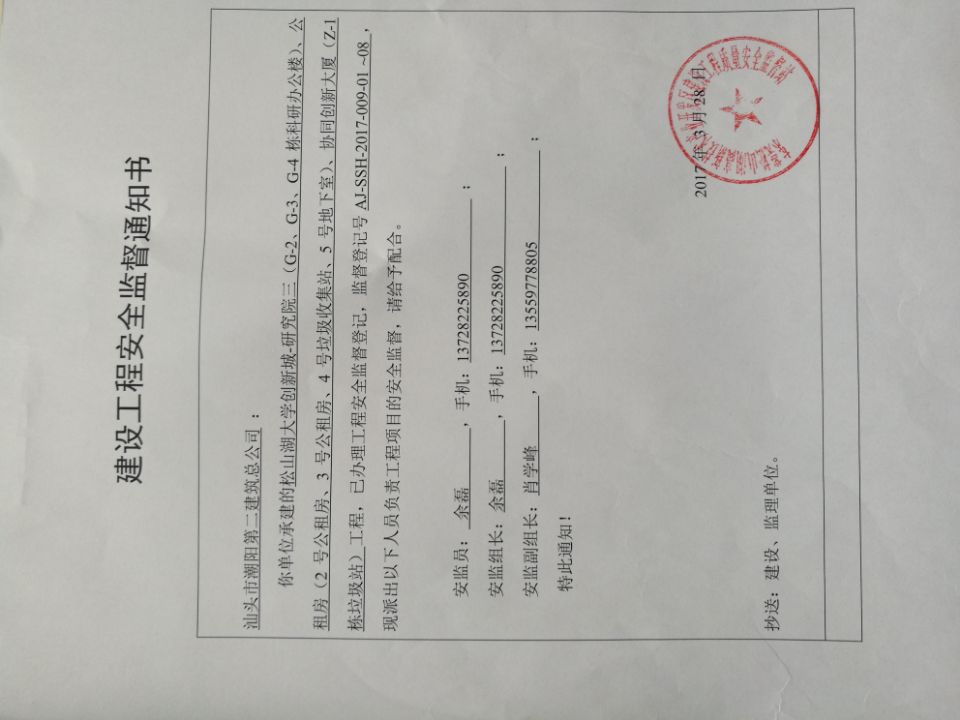 建设工程安全监督通知书
汕头市潮阳第二建筑总公司：
你单位承建的松山湖大学创新城-研究院三（G-2、G-3、G-4 栋科研办公楼）、公
租房（2 号公租房、3 号公租房、4 号垃圾收集站、5 号地下室）、协同创新大厦（Z-1
栋垃圾站）工程，已办理工程安全监督登记，监督登记号 AJ-SSH-2017-009-01 ~08，
现派出以下人员负责工程项目的安全监督，请给予配合。
安监员：余磊，手机：13728225890；
安监组长：余磊，手机：13728225890；
安监副组长：肖学峰，手机：13559778805；
特此通知！
2017 年 3 月 28 日
抄送：建设、监理单位。